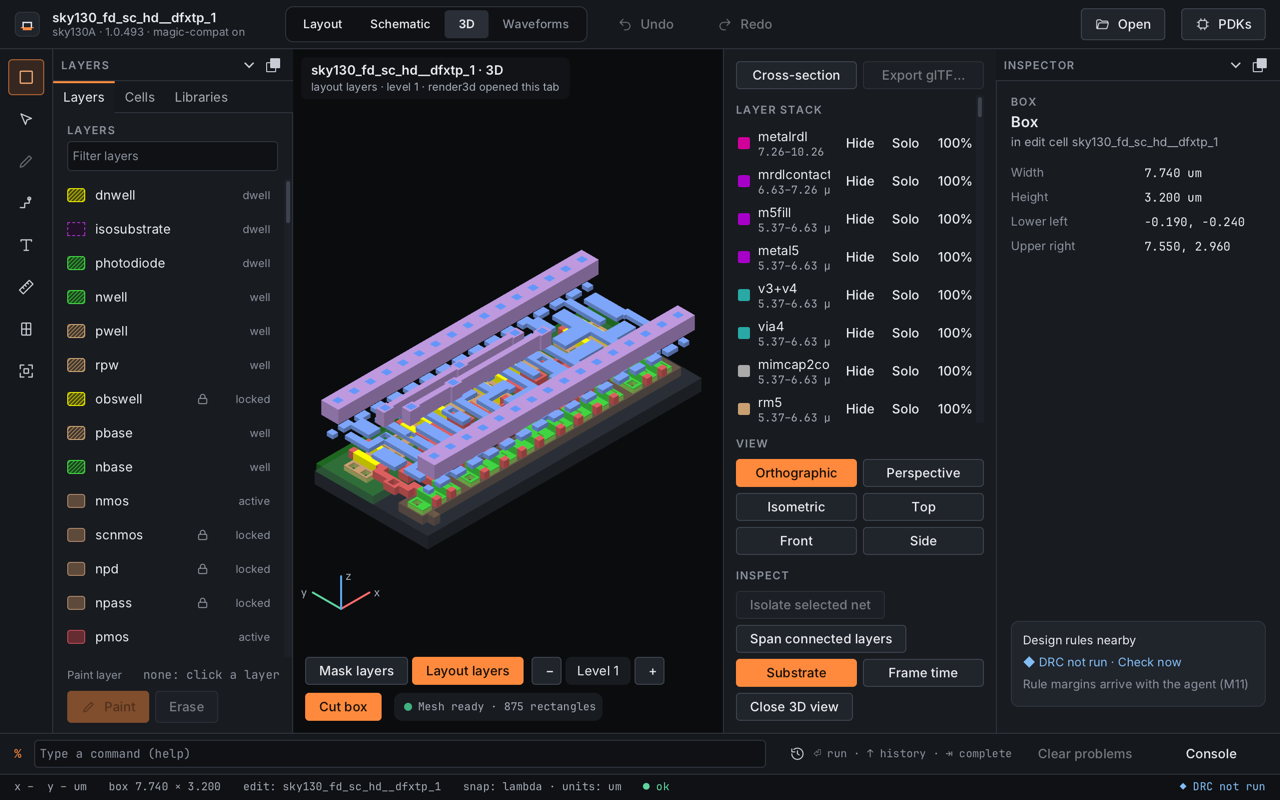 sky130_fd_sc_hd__dfxtp_1
sky130A · 1.0.493 · magic-compat on
Layout
Schematic
3D
Waveforms
Undo
Redo
Open
PDKs
LAYERS
Layers
Cells
Libraries
LAYERS
Filter layers
dnwell dwell
isosubstrate dwell
photodiode dwell
nwell well
pwell well
rpw well
obswell locked
pbase well
nbase well
nmos active
scnmos locked
npd locked
npass locked
pmos active
Paint layer none: click a layer
Paint
Erase
sky130_fd_sc_hd__dfxtp_1 · 3D
layout layers · level 1 · render3d opened this tab
z
y
x
Mask layers
Layout layers
−
Level 1
+
Cut box
Mesh ready · 875 rectangles
Cross-section
Export glTF...
LAYER STACK
metalrdl
7.26–10.26
Hide Solo 100%
mrdlcontact
6.63–7.26 μ
Hide Solo 100%
m5fill
5.37–6.63 μ
Hide Solo 100%
metal5
5.37–6.63 μ
Hide Solo 100%
v3+v4
5.37–6.63 μ
Hide Solo 100%
via4
5.37–6.63 μ
Hide Solo 100%
mimcap2co
5.37–6.63 μ
Hide Solo 100%
rm5
5.37–6.63 μ
Hide Solo 100%
VIEW
Orthographic
Perspective
Isometric
Top
Front
Side
INSPECT
Isolate selected net
Span connected layers
Substrate
Frame time
Close 3D view
INSPECTOR
BOX
Box
in edit cell sky130_fd_sc_hd__dfxtp_1
Width 7.740 um
Height 3.200 um
Lower left -0.190, -0.240
Upper right 7.550, 2.960
Design rules nearby
◆ DRC not run · Check now
Rule margins arrive with the agent (M11)
% Type a command (help)
⏎ run · ↑ history · ⇥ complete
Clear problems
Console
x – y – um box 7.740 × 3.200 edit: sky130_fd_sc_hd__dfxtp_1 snap: lambda · units: um ok
◆ DRC not run